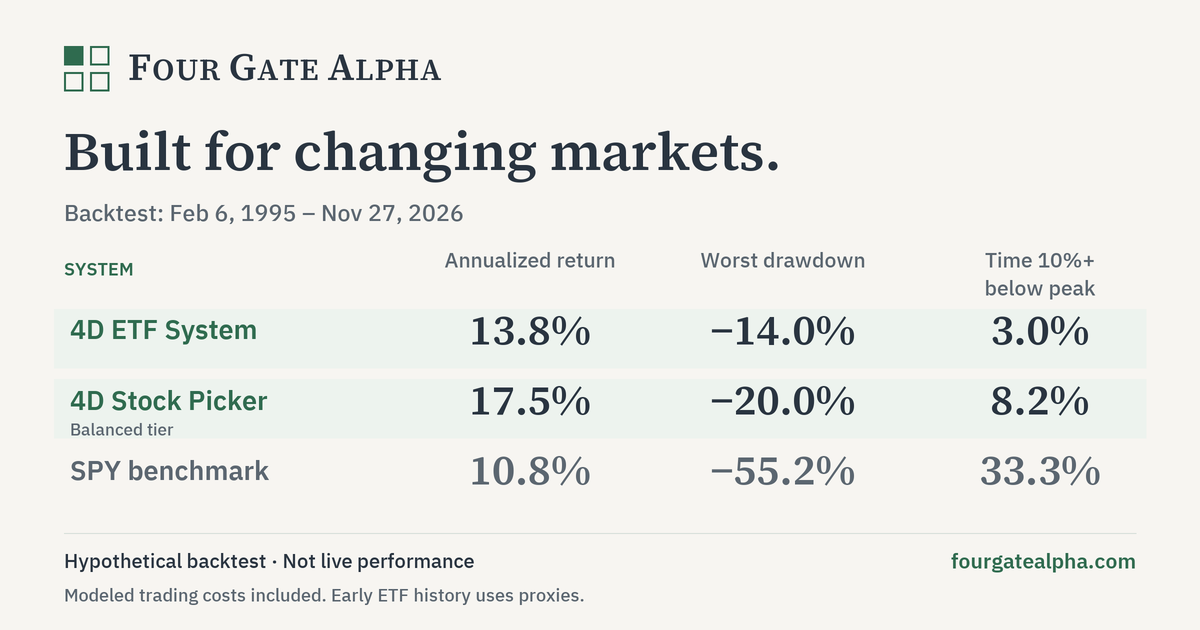 FOUR GATE ALPHA
Built for changing markets.
Backtest: Feb 6, 1995 – Nov 27, 2026
SYSTEM Annualized return Worst drawdown Time 10%+
below peak
4D ETF System 13.8% −14.0% 3.0%
4D Stock Picker 17.5% −20.0% 8.2%
Balanced tier
SPY benchmark 10.8% −55.2% 33.3%
Hypothetical backtest · Not live performance fourgatealpha.com
Modeled trading costs included. Early ETF history uses proxies.